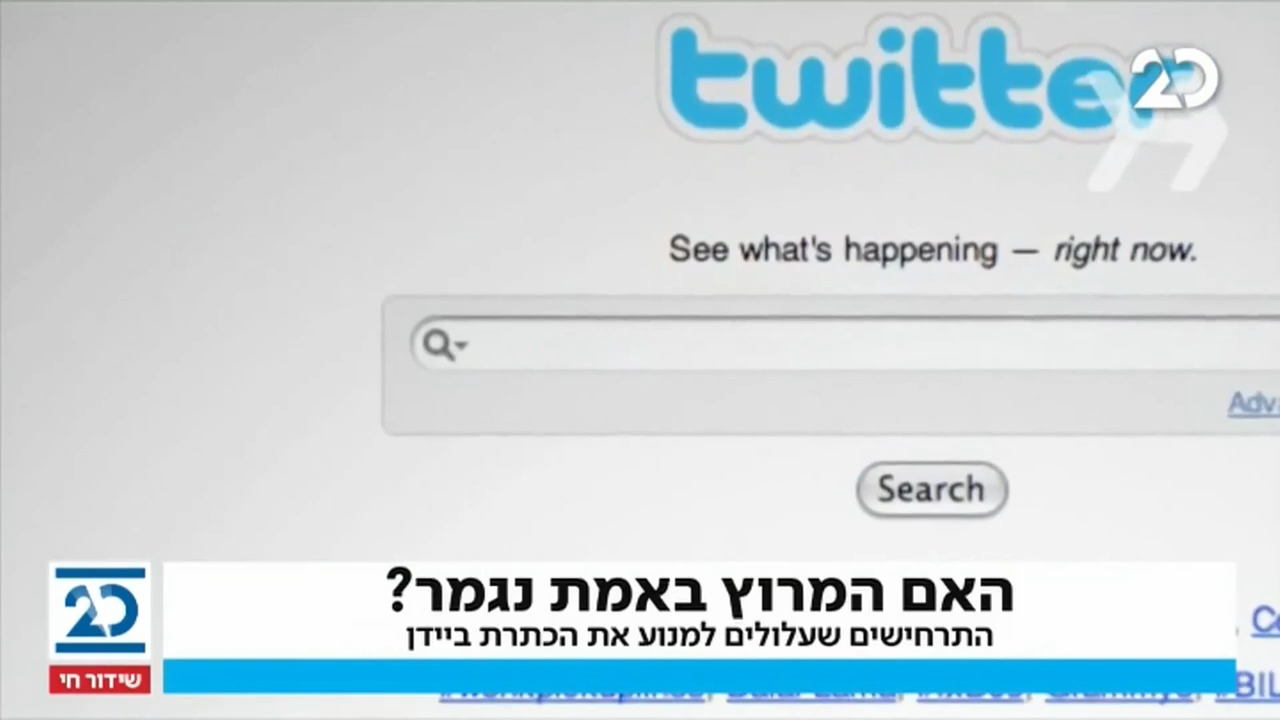 twitter
20
See what's happening — right now.
Search
האם המרוץ באמת נגמר?
התרחישים שעלולים למנוע את הכתרת ביידן
20
שידור חי